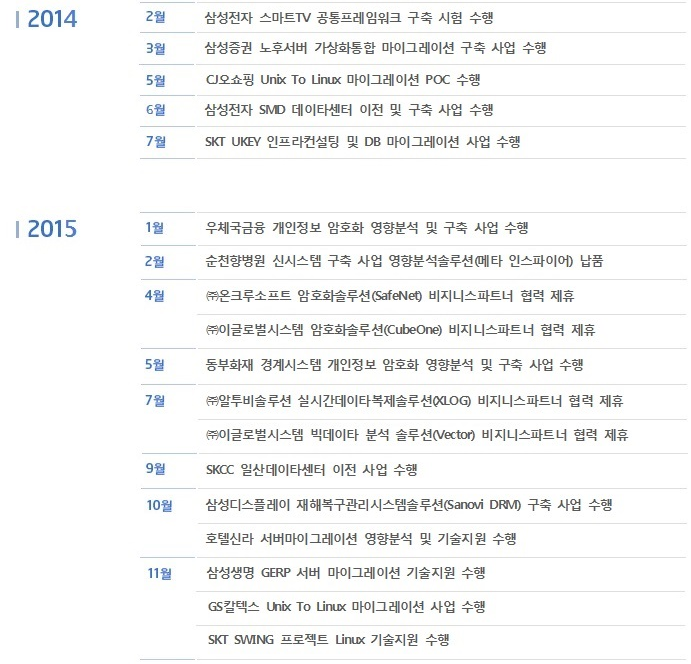 2014
2월 삼성전자 스마트TV 공통프레임워크 구축 시험 수행
3월 삼성증권 노후서버 가상화통합 마이그레이션 구축 사업 수행
5월 CJ오쇼핑 Unix To Linux 마이그레이션 POC 수행
6월 삼성전자 SMD 데이타센터 이전 및 구축 사업 수행
7월 SKT UKEY 인프라컨설팅 및 DB 마이그레이션 사업 수행
2015
1월 우체국금융 개인정보 암호화 영향분석 및 구축 사업 수행
2월 순천향병원 신시스템 구축 사업 영향분석솔루션(메타 인스파이어) 납품
4월 ㈜온크루소프트 암호화솔루션(SafeNet) 비지니스파트너 협력 제휴
㈜이글로벌시스템 암호화솔루션(CubeOne) 비지니스파트너 협력 제휴
5월 동부화재 경계시스템 개인정보 암호화 영향분석 및 구축 사업 수행
7월 ㈜알투비솔루션 실시간데이타복제솔루션(XLOG) 비지니스파트너 협력 제휴
㈜이글로벌시스템 빅데이타 분석 솔루션(Vector) 비지니스파트너 협력 제휴
9월 SKCC 일산데이타센터 이전 사업 수행
10월 삼성디스플레이 재해복구관리시스템솔루션(Sanovi DRM) 구축 사업 수행
호텔신라 서버마이그레이션 영향분석 및 기술지원 수행
11월 삼성생명 GERP 서버 마이그레이션 기술지원 수행
GS칼텍스 Unix To Linux 마이그레이션 사업 수행
SKT SWING 프로젝트 Linux 기술지원 수행